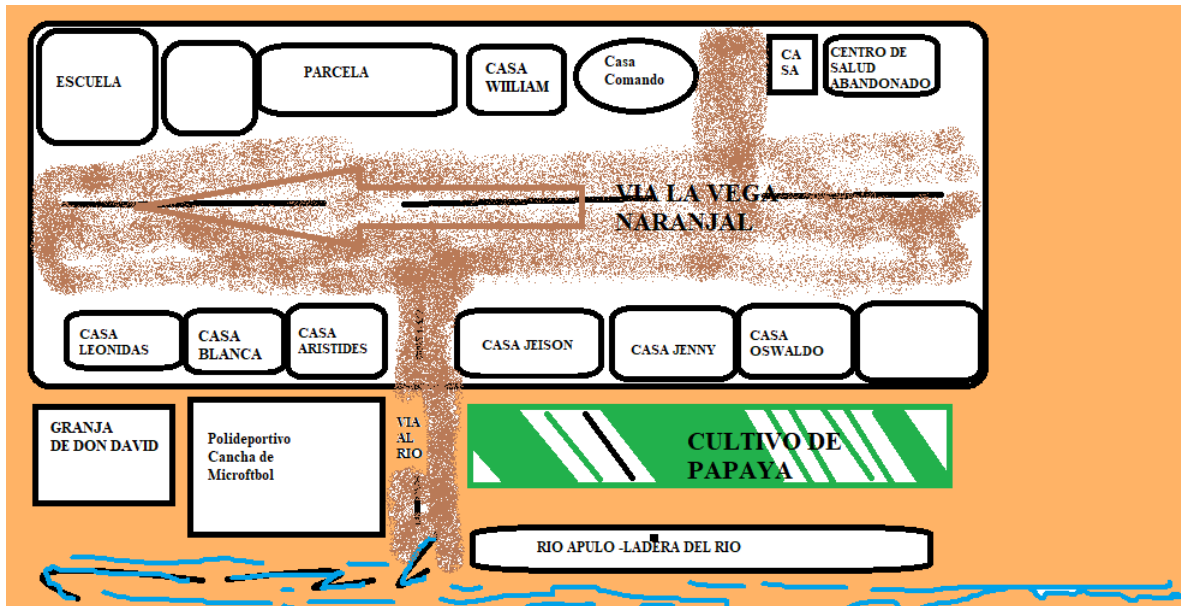 ESCUELA
PARCELA
CASA
WIILIAM
Casa
Comando
CA
SA
CENTRO DE
SALUD
ABANDONADO
VIA LA VEGA
NARANJAL
CASA
LEONIDAS
CASA
BLANCA
CASA
ARISTIDES
CASA JEISON
CASA JENNY
CASA
OSWALDO
GRANJA
DE DON DAVID
Polideportivo
Cancha de
Microftbol
VIA
AL
RIO
CULTIVO DE
PAPAYA
RIO APULO -LADERA DEL RIO